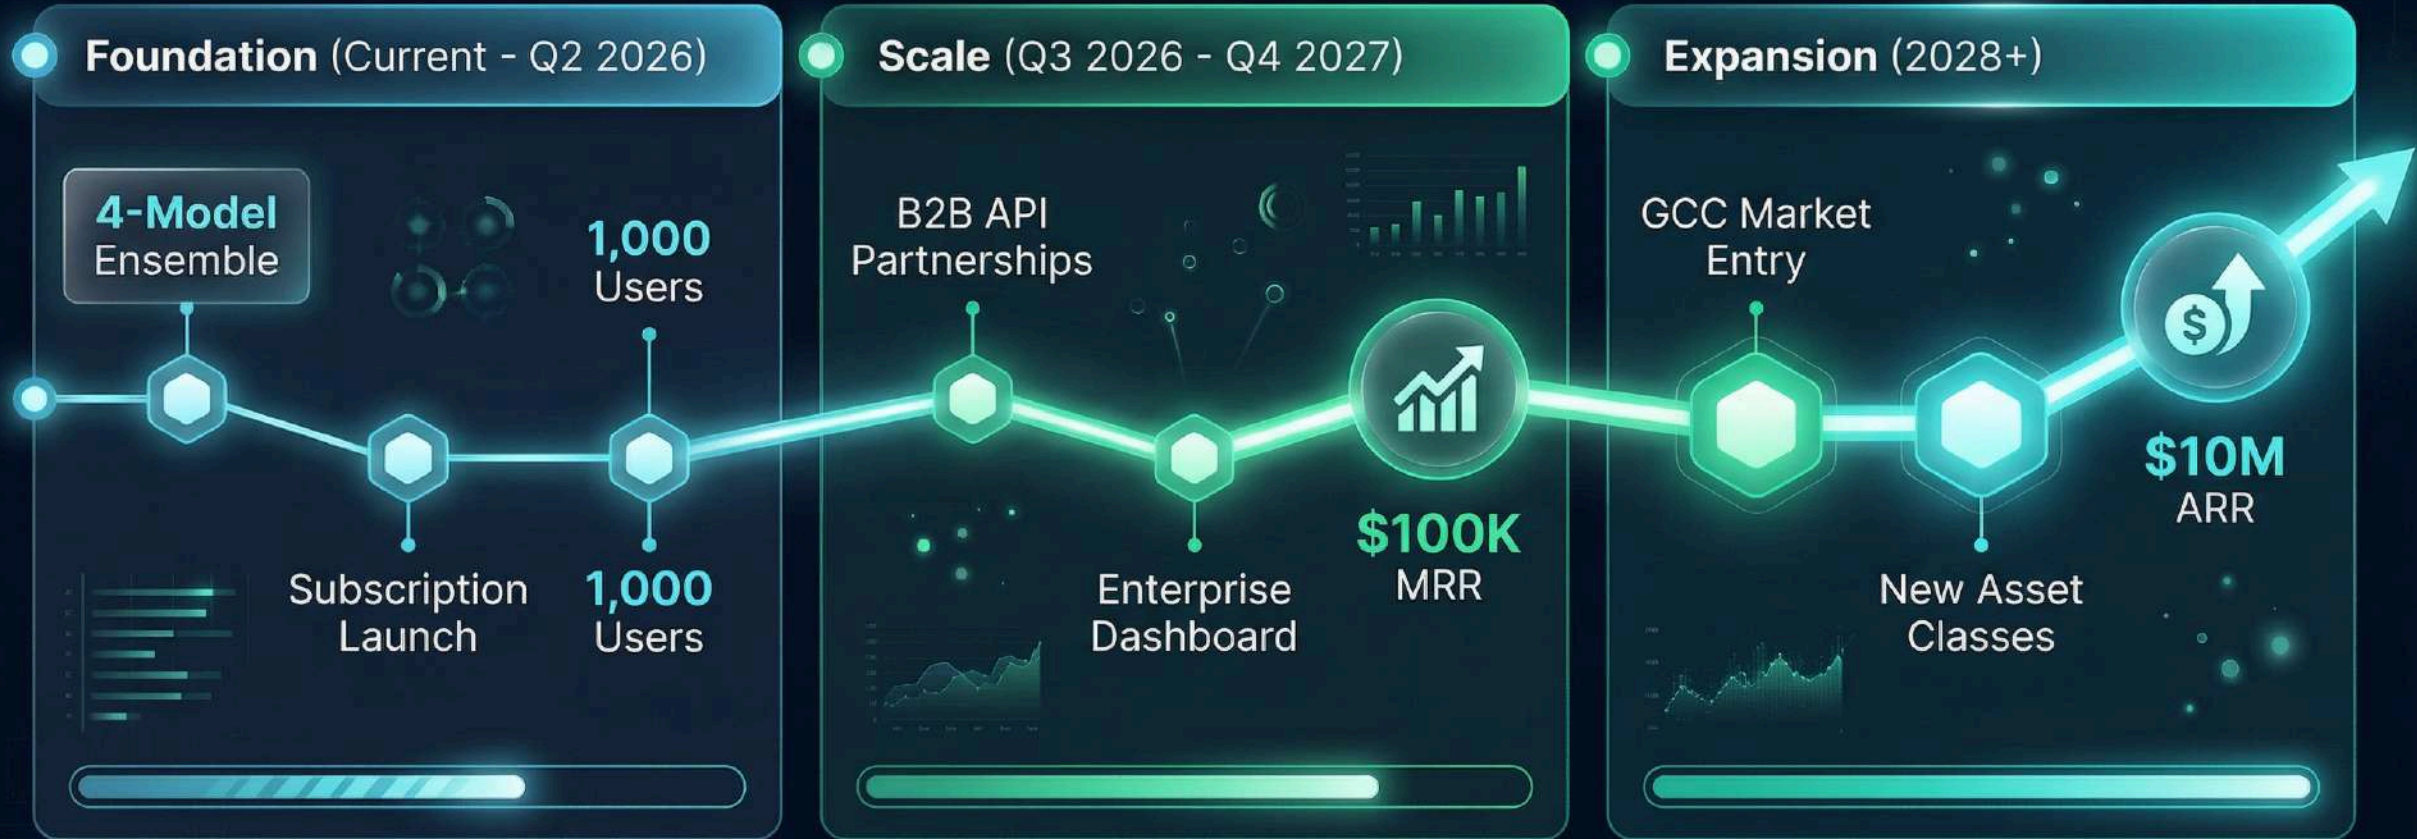 Foundation (Current - Q2 2026)
4-Model
Ensemble
1,000
Users
Subscription
Launch
1,000
Users
Scale (Q3 2026 - Q4 2027)
B2B API
Partnerships
Enterprise
Dashboard
$100K
MRR
Expansion (2028+)
GCC Market
Entry
New Asset
Classes
$
$10M
ARR